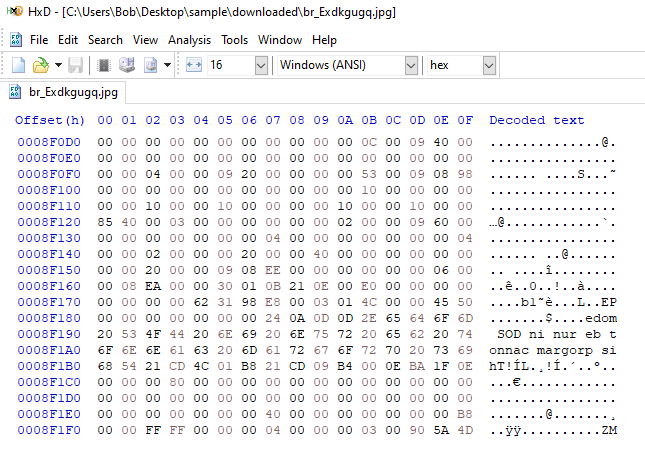 HxD - [C:\Users\Bob\Desktop\sample\downloaded\br_Exdkgugq.jpg]
File Edit Search View Analysis Tools Window Help
16 Windows (ANSI) hex
br_Exdkgugq.jpg
Offset(h) 00 01 02 03 04 05 06 07 08 09 0A 0B 0C 0D 0E 0F Decoded text
0008F0D0 00 00 00 00 00 00 00 00 00 00 00 0C 00 09 40 00 ..............@.
0008F0E0 00 00 00 00 00 00 00 00 00 00 00 00 00 00 00 00 ................
0008F0F0 00 00 04 00 00 09 20 00 00 00 00 53 00 09 08 98 ...... ....S...˜
0008F100 00 00 00 00 00 00 00 00 00 00 00 10 00 00 00 00 ................
0008F110 00 00 10 00 00 10 00 00 00 00 10 00 00 10 00 00 ................
0008F120 85 40 00 03 00 00 00 00 00 00 02 00 00 09 60 00 …@............`.
0008F130 00 00 00 00 00 00 00 04 00 00 00 00 00 00 00 04 ................
0008F140 00 00 02 00 00 00 20 00 00 40 00 00 00 00 00 00 ...... ..@......
0008F150 00 00 20 00 00 09 08 EE 00 00 00 00 00 00 06 00 .. ....î........
0008F160 00 08 EA 00 00 30 01 0B 21 0E 00 E0 00 00 00 00 ..ê..0..!..à....
0008F170 00 00 00 00 62 31 98 E8 00 03 01 4C 00 00 45 50 ....b1˜è...L..EP
0008F180 00 00 00 00 00 00 00 24 0A 0D 0D 2E 65 64 6F 6D .......$....edom
0008F190 20 53 4F 44 20 6E 69 20 6E 75 72 20 65 62 20 74  SOD ni nur eb t
0008F1A0 6F 6E 6E 61 63 20 6D 61 72 67 6F 72 70 20 73 69 onnac margorp si
0008F1B0 68 54 21 CD 4C 01 B8 21 CD 09 B4 00 0E BA 1F 0E hT!ÍL.¸!Í.´..º..
0008F1C0 00 00 00 80 00 00 00 00 00 00 00 00 00 00 00 00 ...€............
0008F1D0 00 00 00 00 00 00 00 00 00 00 00 00 00 00 00 00 ................
0008F1E0 00 00 00 00 00 00 00 40 00 00 00 00 00 00 00 B8 .......@.......¸
0008F1F0 00 00 FF FF 00 00 00 04 00 00 00 03 00 90 5A 4D ..ÿÿ..........ZM